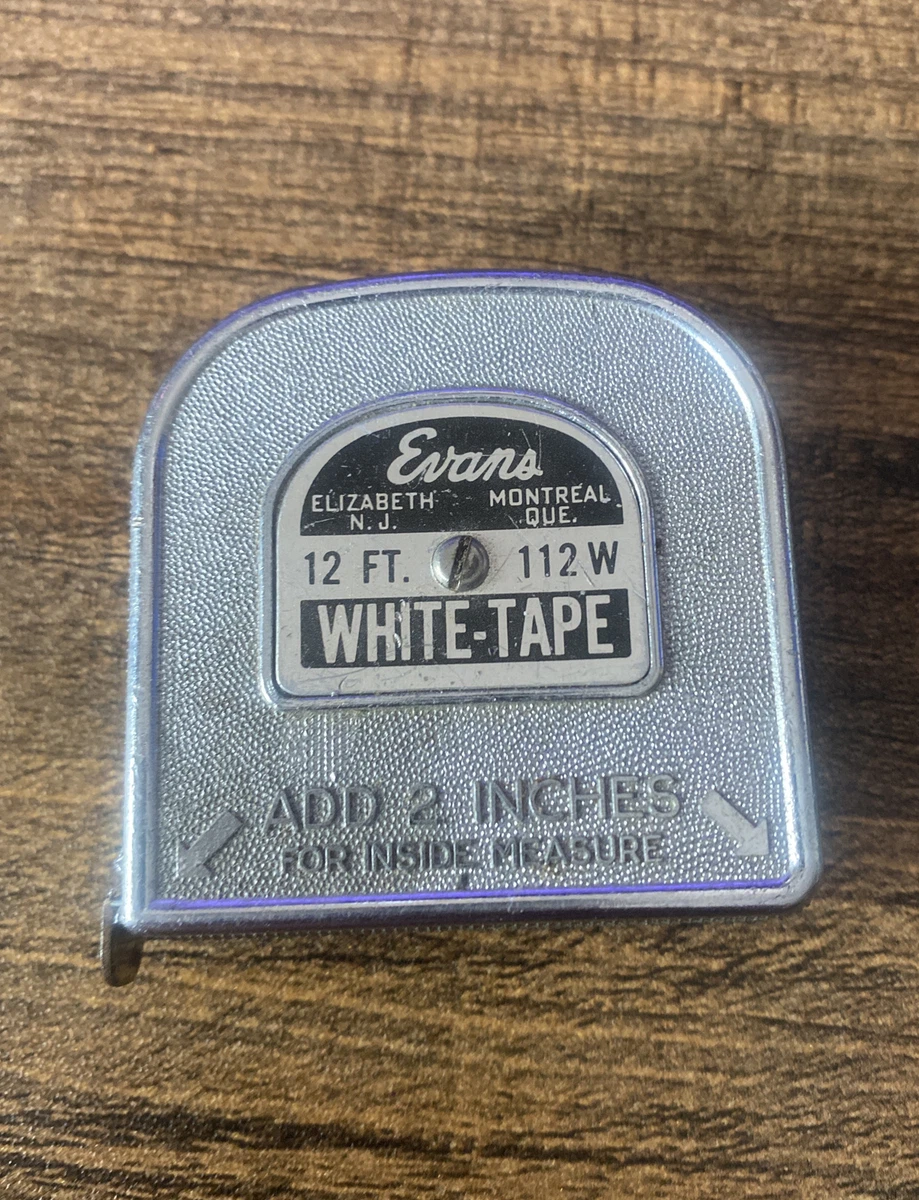 Evans
ELIZABETH MONTREAL
N. J. QUE.
12 FT. 112 W
WHITE-TAPE
ADD 2 INCHES
FOR INSIDE MEASURE